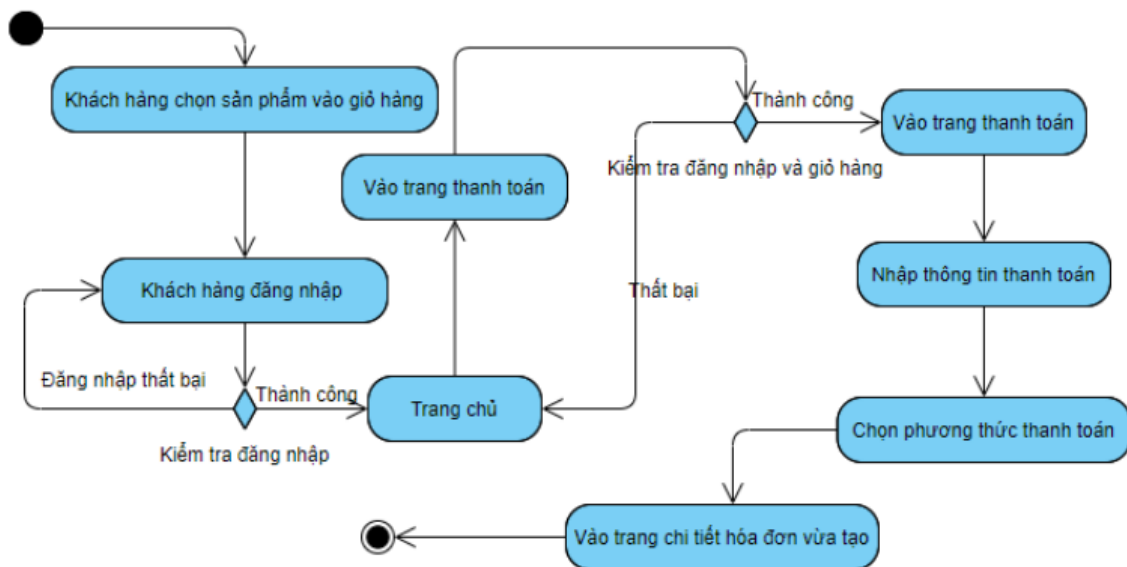 Khách hàng chọn sản phẩm vào giỏ hàng
Khách hàng đăng nhập
Đăng nhập thất bại
Thành công
Kiểm tra đăng nhập
Trang chủ
Vào trang thanh toán
Thành công
Kiểm tra đăng nhập và giỏ hàng
Thất bại
Vào trang thanh toán
Nhập thông tin thanh toán
Chọn phương thức thanh toán
Vào trang chi tiết hóa đơn vừa tạo